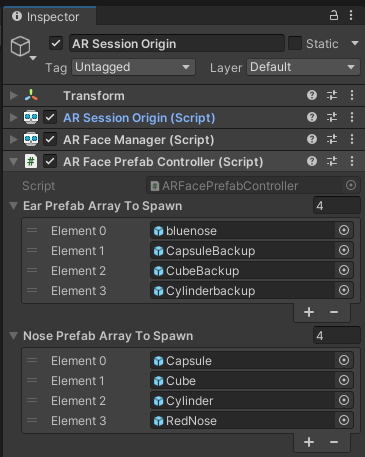 Inspector
AR Session Origin Static
Tag Untagged Layer Default
Transform
AR Session Origin (Script)
AR Face Manager (Script)
# AR Face Prefab Controller (Script)
Script # ARFacePrefabController
Ear Prefab Array To Spawn 4
Element 0 bluenose
Element 1 CapsuleBackup
Element 2 CubeBackup
Element 3 Cylinderbackup
+ −
Nose Prefab Array To Spawn 4
Element 0 Capsule
Element 1 Cube
Element 2 Cylinder
Element 3 RedNose
+ −